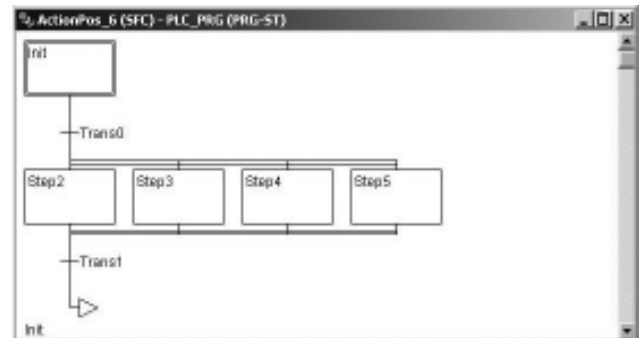 ActionPos_6 (SFC) - PLC_PRG (PRG-ST)
Init
Trans0
Step2 Step3 Step4 Step5
Trans1
Init